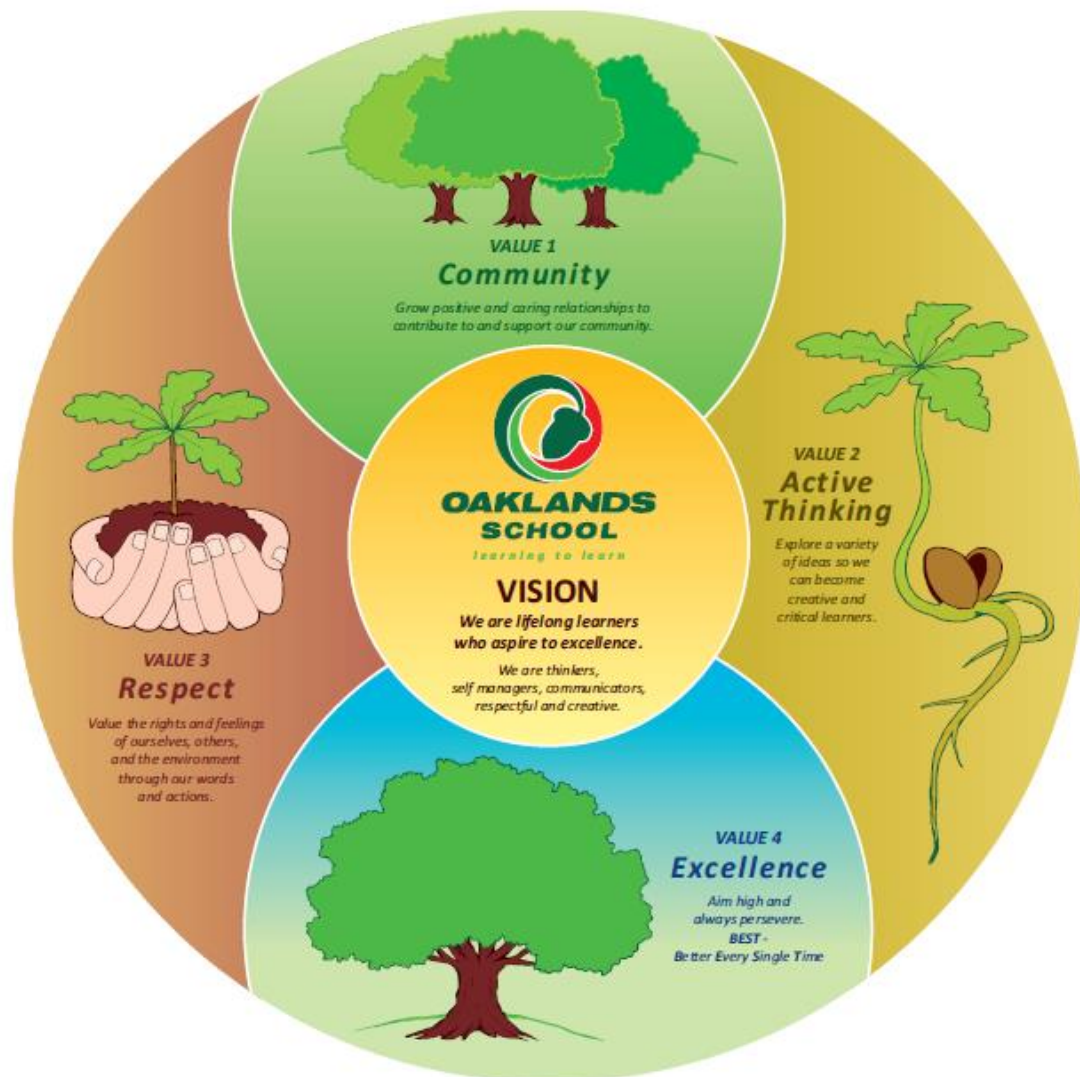 VALUE 1
Community
Grow positive and caring relationships to
contribute to and support our community.
OAKLANDS
SCHOOL
learning to learn
VISION
We are lifelong learners
who aspire to excellence.
We are thinkers,
self managers, communicators,
respectful and creative.
VALUE 2
Active
Thinking
Explore a variety
of ideas so we
can become
creative and
critical learners.
VALUE 3
Respect
Value the rights and feelings
of ourselves, others,
and the environment
through our words
and actions.
VALUE 4
Excellence
Aim high and
always persevere.
BEST -
Better Every Single Time